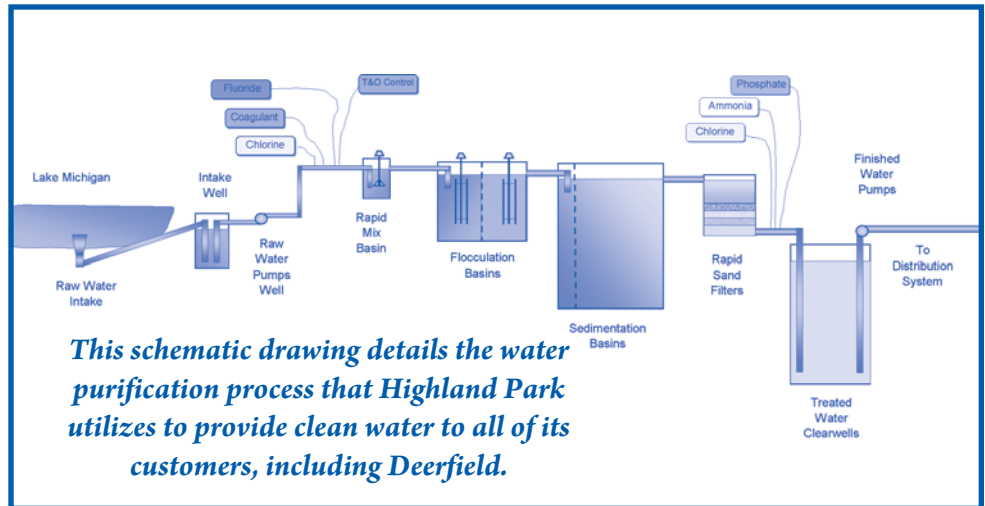 Fluoride
T&O Control
Coagulant
Chlorine
Phosphate
Ammonia
Chlorine
Lake Michigan
Intake
Well
Raw Water
Intake
Raw
Water
Pumps
Well
Rapid
Mix
Basin
Flocculation
Basins
Sedimentation
Basins
Rapid
Sand
Filters
Finished
Water
Pumps
To
Distribution
System
Treated
Water
Clearwells
This schematic drawing details the water
purification process that Highland Park
utilizes to provide clean water to all of its
customers, including Deerfield.